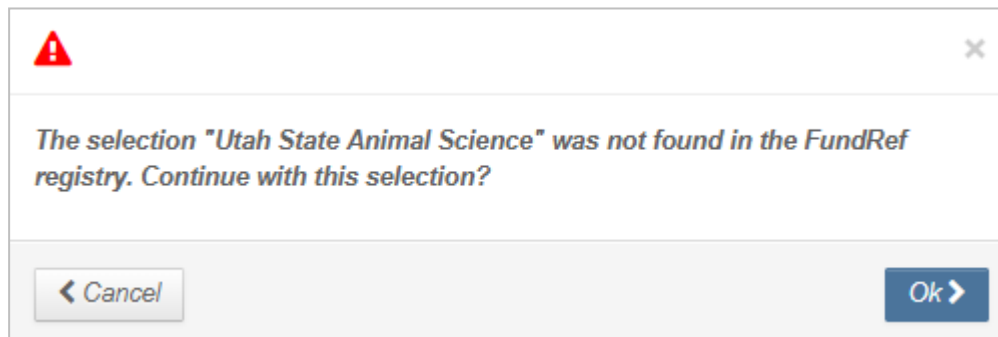 The selection "Utah State Animal Science" was not found in the FundRef
registry. Continue with this selection?
Cancel
Ok